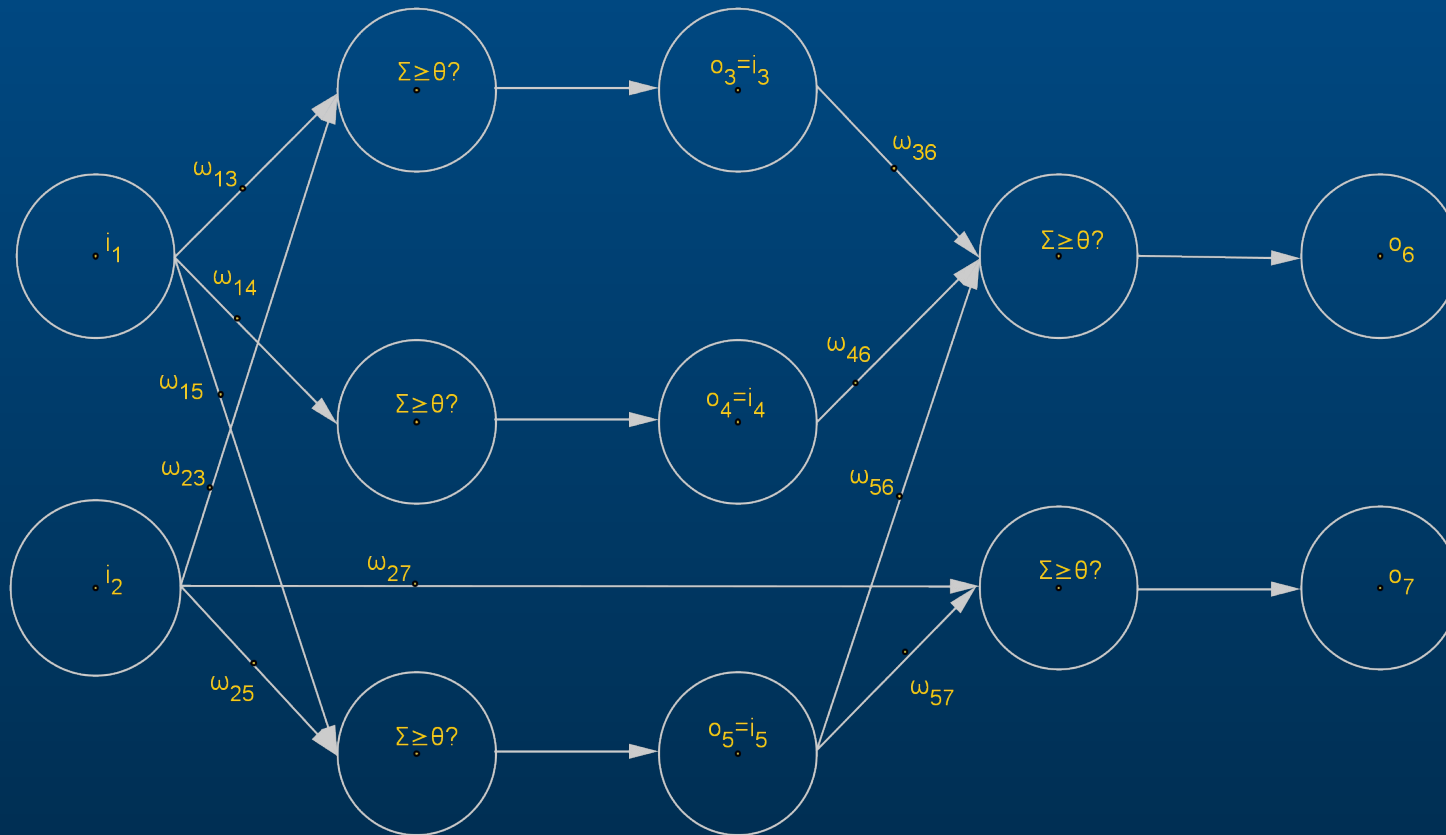 Σ≥θ?
o₃=i₃
ω₃₆
ω₁₃
i₁
ω₁₄
Σ≥θ?
o₆
ω₁₅
Σ≥θ?
o₄=i₄
ω₄₆
ω₂₃
ω₅₆
i₂
ω₂₇
Σ≥θ?
o₇
ω₂₅
ω₅₇
Σ≥θ?
o₅=i₅